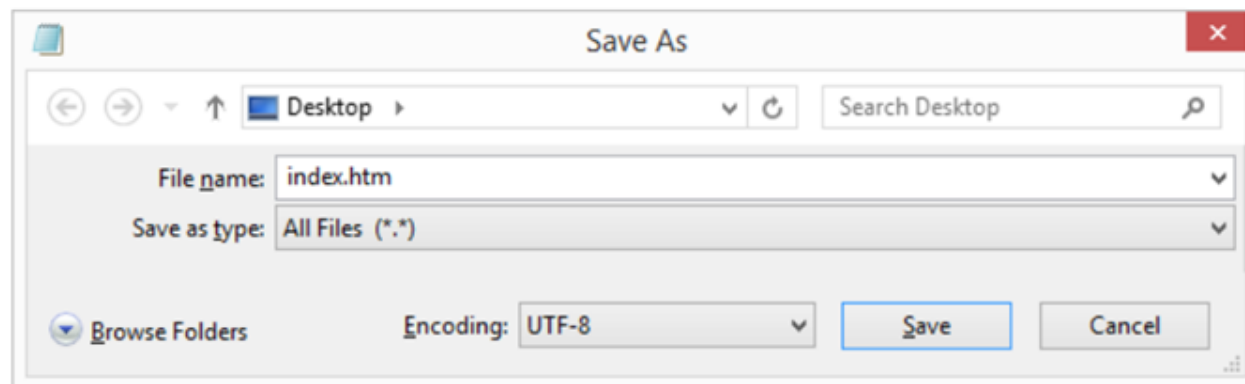 Save As
Desktop
Search Desktop
File name: index.htm
Save as type: All Files (*.*)
Browse Folders Encoding: UTF-8 Save Cancel